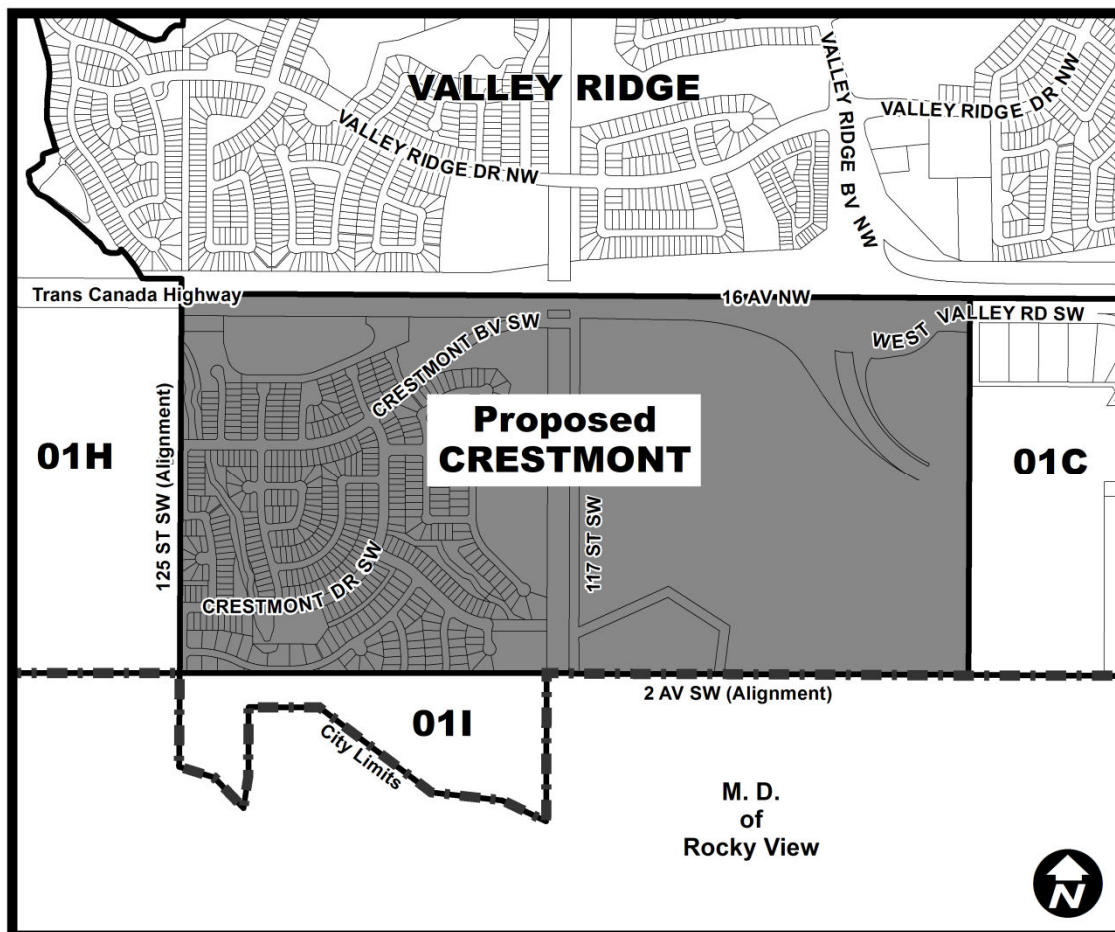 VALLEY RIDGE
VALLEY RIDGE DR NW
VALLEY RIDGE BV NW
VALLEY RIDGE DR NW
Trans Canada Highway
16 AV NW
WEST VALLEY RD SW
CRESTMONT BV SW
Proposed
CRESTMONT
01H
125 ST SW (Alignment)
117 ST SW
01C
CRESTMONT DR SW
2 AV SW (Alignment)
01I
City Limits
M. D.
of
Rocky View
N